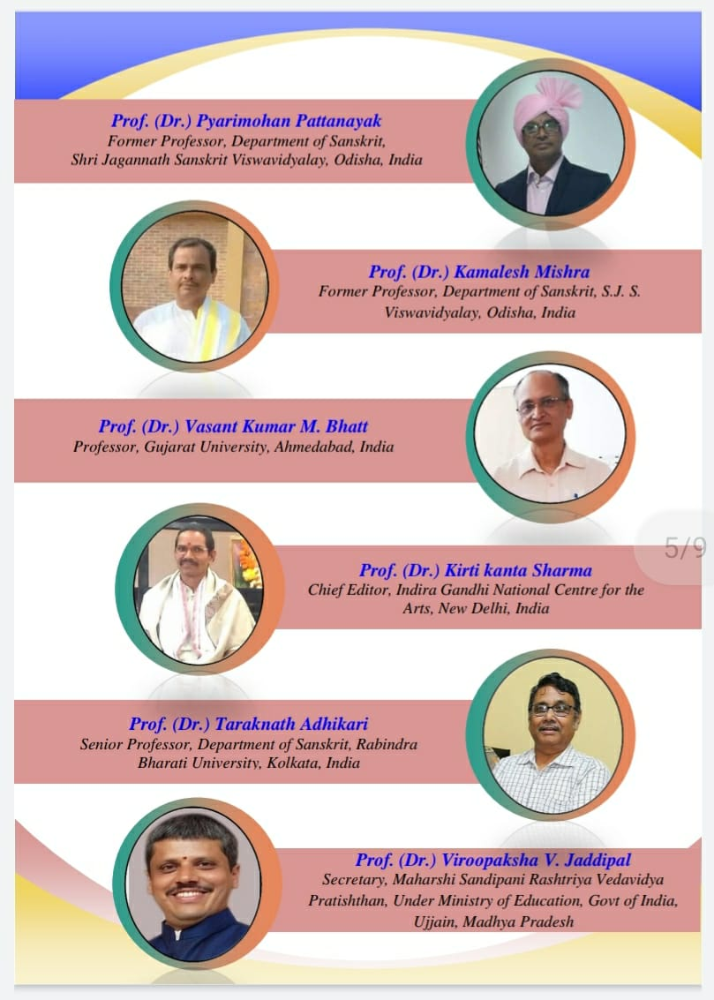 Prof. (Dr.) Pyarimohan Pattanayak
Former Professor, Department of Sanskrit,
Shri Jagannath Sanskrit Viswavidyalay, Odisha, India
Prof. (Dr.) Kamalesh Mishra
Former Professor, Department of Sanskrit, S.J. S.
Viswavidyalay, Odisha, India
Prof. (Dr.) Vasant Kumar M. Bhatt
Professor, Gujarat University, Ahmedabad, India
5/9
Prof. (Dr.) Kirti kanta Sharma
Chief Editor, Indira Gandhi National Centre for the
Arts, New Delhi, India
Prof. (Dr.) Taraknath Adhikari
Senior Professor, Department of Sanskrit, Rabindra
Bharati University, Kolkata, India
Prof. (Dr.) Viroopaksha V. Jaddipal
Secretary, Maharshi Sandipani Rashtriya Vedavidya
Pratishthan, Under Ministry of Education, Govt of India,
Ujjain, Madhya Pradesh